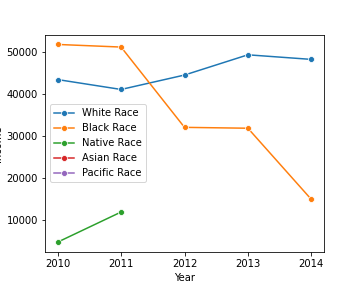 50000
40000
30000
20000
10000
White Race
Black Race
Native Race
Asian Race
Pacific Race
2010 2011 2012 2013 2014
Year